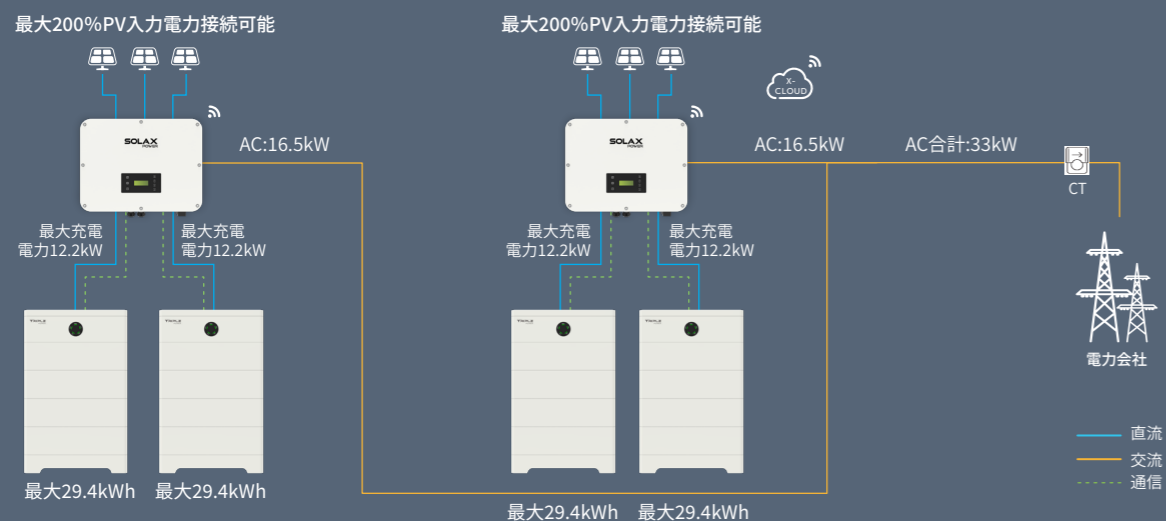 最大200%PV入力電力接続可能
最大200%PV入力電力接続可能
X-
CLOUD
SOLAX
POWER
AC:16.5kW
SOLAX
POWER
AC:16.5kW
AC合計:33kW
CT
最大充電
電力12.2kW
最大充電
電力12.2kW
最大充電
電力12.2kW
最大充電
電力12.2kW
電力会社
最大29.4kWh
最大29.4kWh
最大29.4kWh
最大29.4kWh
直流
交流
通信